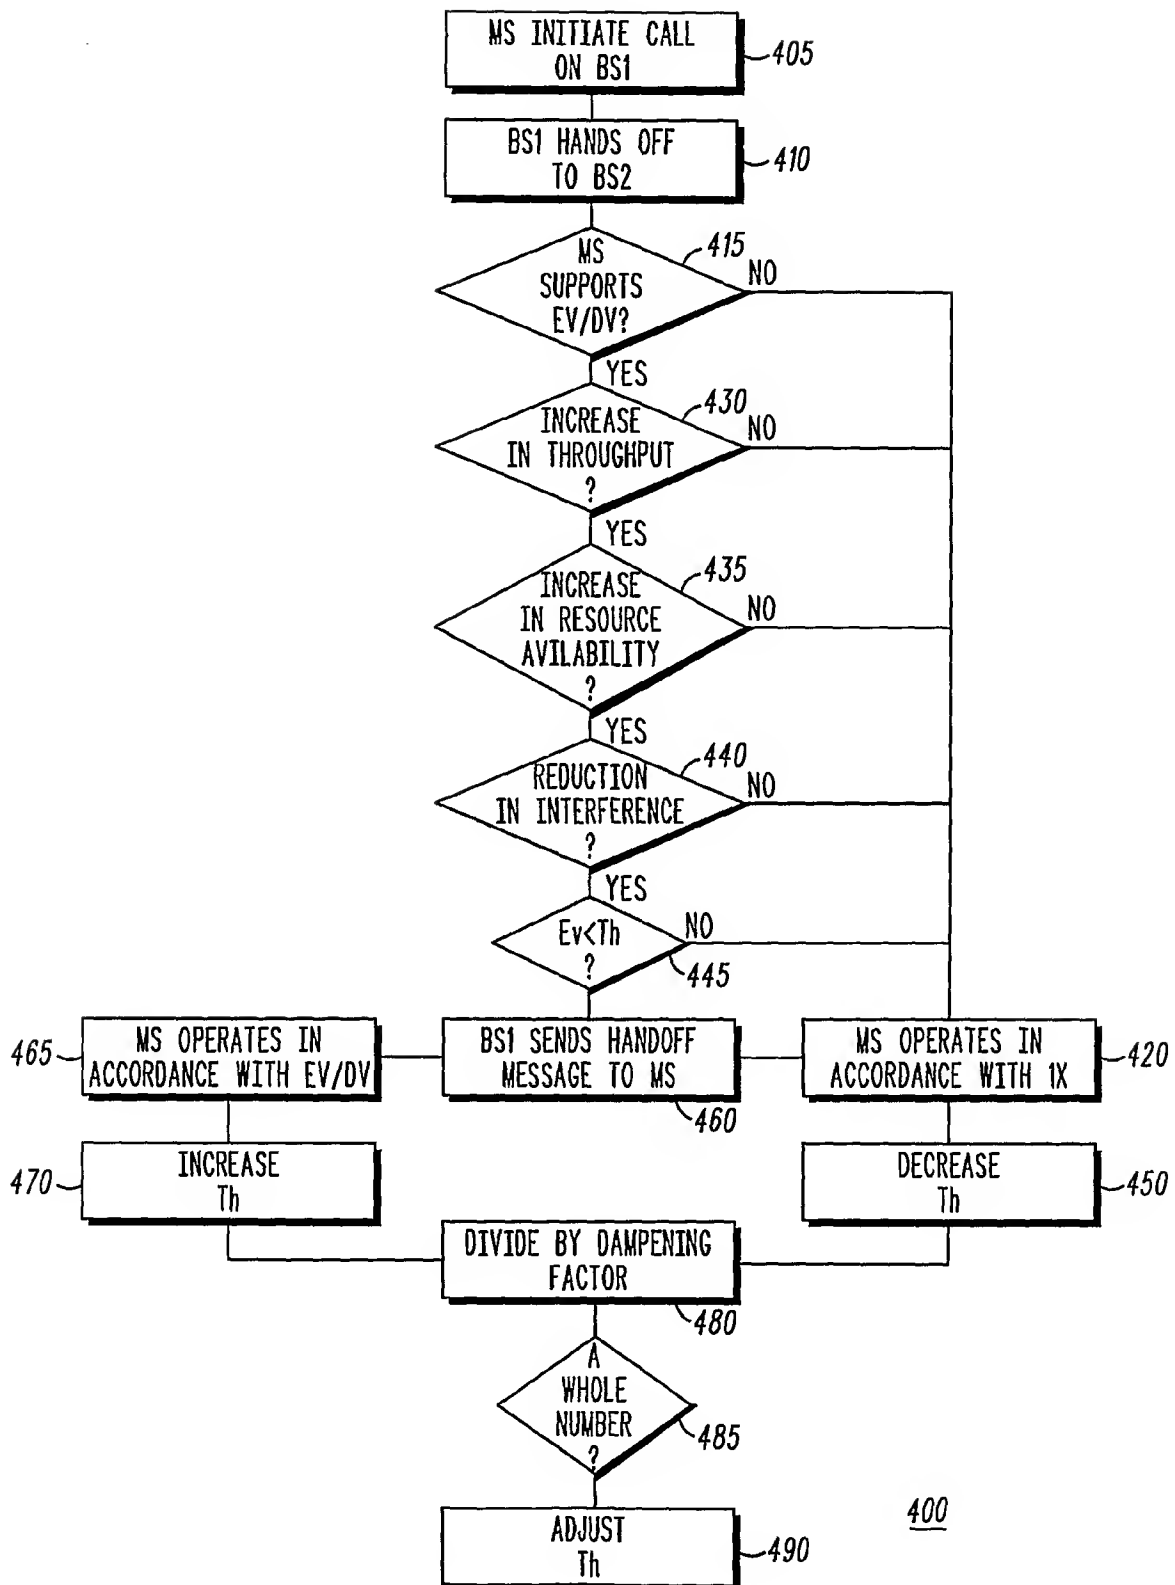 MS INITIATE CALL
ON BS1
405
BS1 HANDS OFF
TO BS2
410
MS
SUPPORTS
EV/DV?
415
NO
YES
INCREASE
IN THROUGHPUT
?
430
NO
YES
INCREASE
IN RESOURCE
AVILABILITY
?
435
NO
YES
REDUCTION
IN INTERFERENCE
?
440
NO
YES
Ev<Th
?
NO
445
465
MS OPERATES IN
ACCORDANCE WITH EV/DV
BS1 SENDS HANDOFF
MESSAGE TO MS
460
MS OPERATES IN
ACCORDANCE WITH 1X
420
470
INCREASE
Th
DECREASE
Th
450
DIVIDE BY DAMPENING
FACTOR
480
A
WHOLE
NUMBER
?
485
ADJUST
Th
490
400